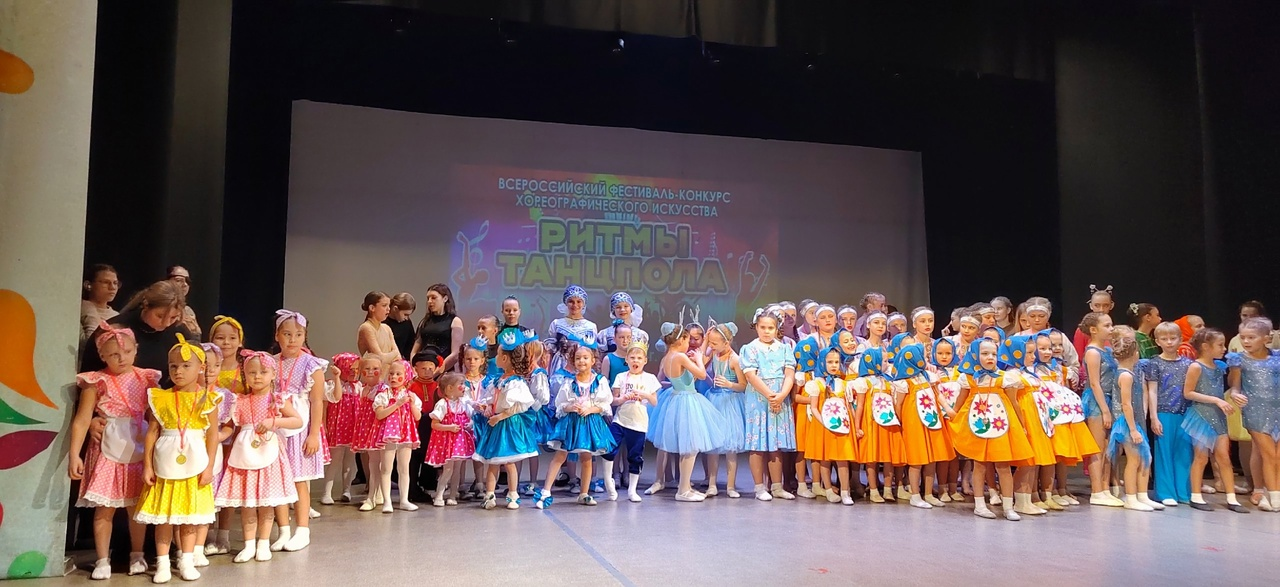 ВСЕРОССИЙСКИЙ ФЕСТИВАЛЬ-КОНКУРС
ХОРЕОГРАФИЧЕСКОГО ИСКУССТВА
РИТМЫ
ТАНЦПОЛА